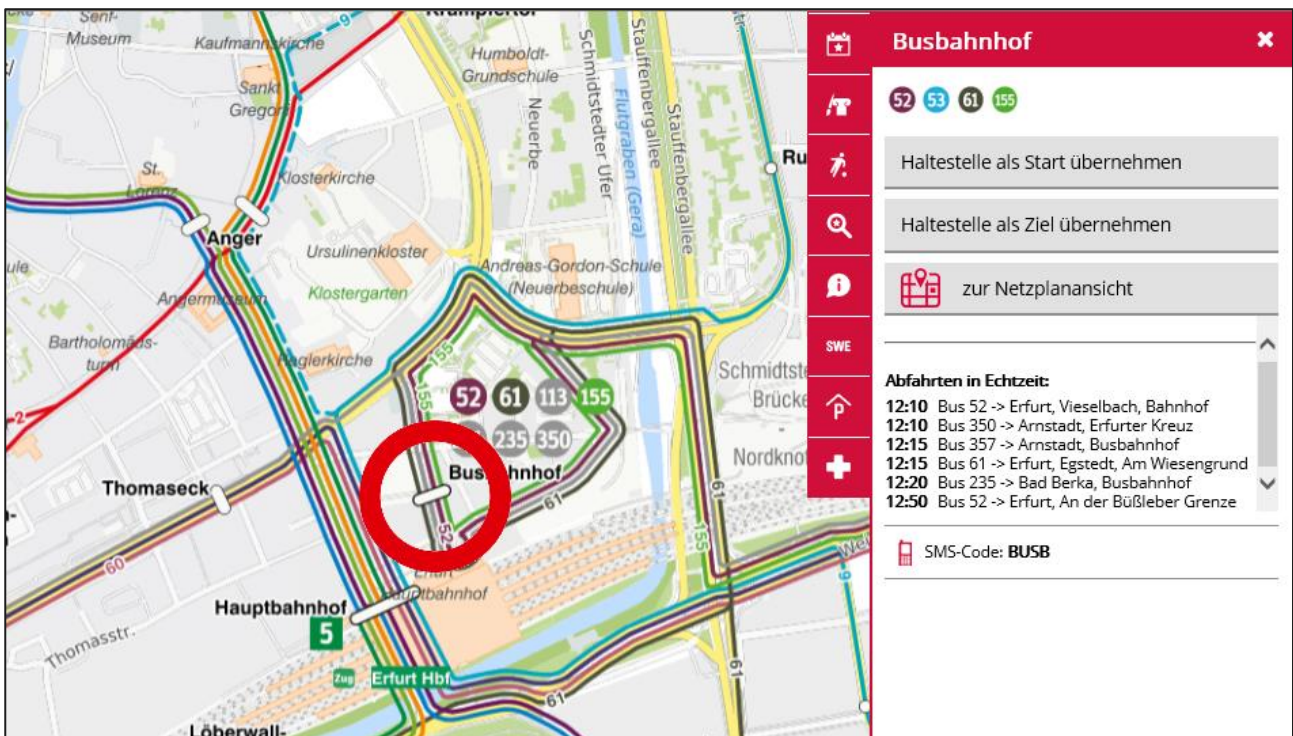 Senf-
Museum
Kaufmannskirche
9
Krämpfertor
Humboldt-
Grundschule
Sankt
Gregor
Schmidtstedter Ufer
Stauffenbergallee
Stauffenbergallee
Neuerbe
Flutgraben (Gera)
Ru
St.
Lorenz
Klosterkirche
Anger
Ursulinenkloster
Andreas-Gordon-Schule
(Neuerbeschule)
Klostergarten
Angermuseum
Bartholomäus-
turm
Reglerkirche
2
155
155
155
Schmidtste
Brücke
52 61 113 155
235 350
Busbahnhof
Nordkno
Thomaseck
61
61
52
155
60
Erfurt
Hauptbahnhof
Hauptbahnhof
5
Thomasstr.
Zug
Erfurt Hbf
61
61
9
Wei
Löberwall-
SWE
P
Busbahnhof
52 53 61 155
Haltestelle als Start übernehmen
Haltestelle als Ziel übernehmen
zur Netzplanansicht
Abfahrten in Echtzeit:
12:10 Bus 52 -> Erfurt, Vieselbach, Bahnhof
12:10 Bus 350 -> Arnstadt, Erfurter Kreuz
12:15 Bus 357 -> Arnstadt, Busbahnhof
12:15 Bus 61 -> Erfurt, Egstedt, Am Wiesengrund
12:20 Bus 235 -> Bad Berka, Busbahnhof
12:50 Bus 52 -> Erfurt, An der Büßleber Grenze
SMS-Code: BUSB